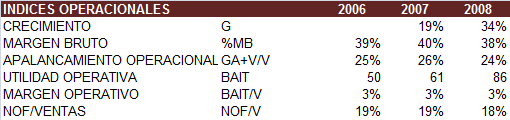 INDICES OPERACIONALES 2006 2007 2008
CRECIMIENTO G 19% 34%
MARGEN BRUTO %MB 39% 40% 38%
APALANCAMIENTO OPERACIONAL GA+V/V 25% 26% 24%
UTILIDAD OPERATIVA BAIT 50 61 86
MARGEN OPERATIVO BAIT/V 3% 3% 3%
NOF/VENTAS NOF/V 19% 19% 18%